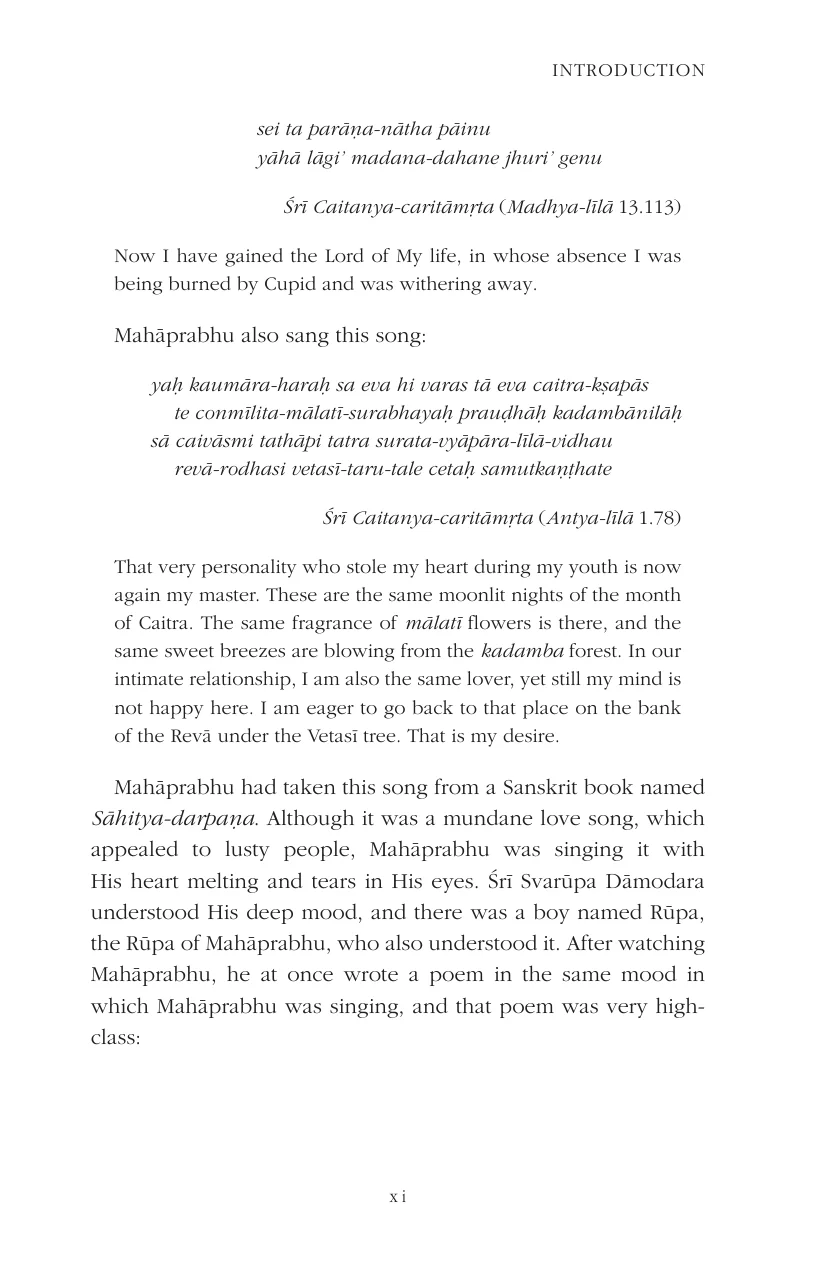 INTRODUCTION
sei ta parāṇa-nātha pāinu
yāhā lāgi’ madana-dahane jhuri’ genu
Śrī Caitanya-caritāmṛta (Madhya-līlā 13.113)
Now I have gained the Lord of My life, in whose absence I was
being burned by Cupid and was withering away.
Mahāprabhu also sang this song:
yaḥ kaumāra-haraḥ sa eva hi varas tā eva caitra-kṣapās
te conmīlita-mālatī-surabhayaḥ prauḍhāḥ kadambānilāḥ
sā caivāsmi tathāpi tatra surata-vyāpāra-līlā-vidhau
revā-rodhasi vetasī-taru-tale cetaḥ samutkaṇṭhate
Śrī Caitanya-caritāmṛta (Antya-līlā 1.78)
That very personality who stole my heart during my youth is now
again my master. These are the same moonlit nights of the month
of Caitra. The same fragrance of mālatī flowers is there, and the
same sweet breezes are blowing from the kadamba forest. In our
intimate relationship, I am also the same lover, yet still my mind is
not happy here. I am eager to go back to that place on the bank
of the Revā under the Vetasī tree. That is my desire.
Mahāprabhu had taken this song from a Sanskrit book named
Sāhitya-darpaṇa. Although it was a mundane love song, which
appealed to lusty people, Mahāprabhu was singing it with
His heart melting and tears in His eyes. Śrī Svarūpa Dāmodara
understood His deep mood, and there was a boy named Rūpa,
the Rūpa of Mahāprabhu, who also understood it. After watching
Mahāprabhu, he at once wrote a poem in the same mood in
which Mahāprabhu was singing, and that poem was very high-
class:
xi